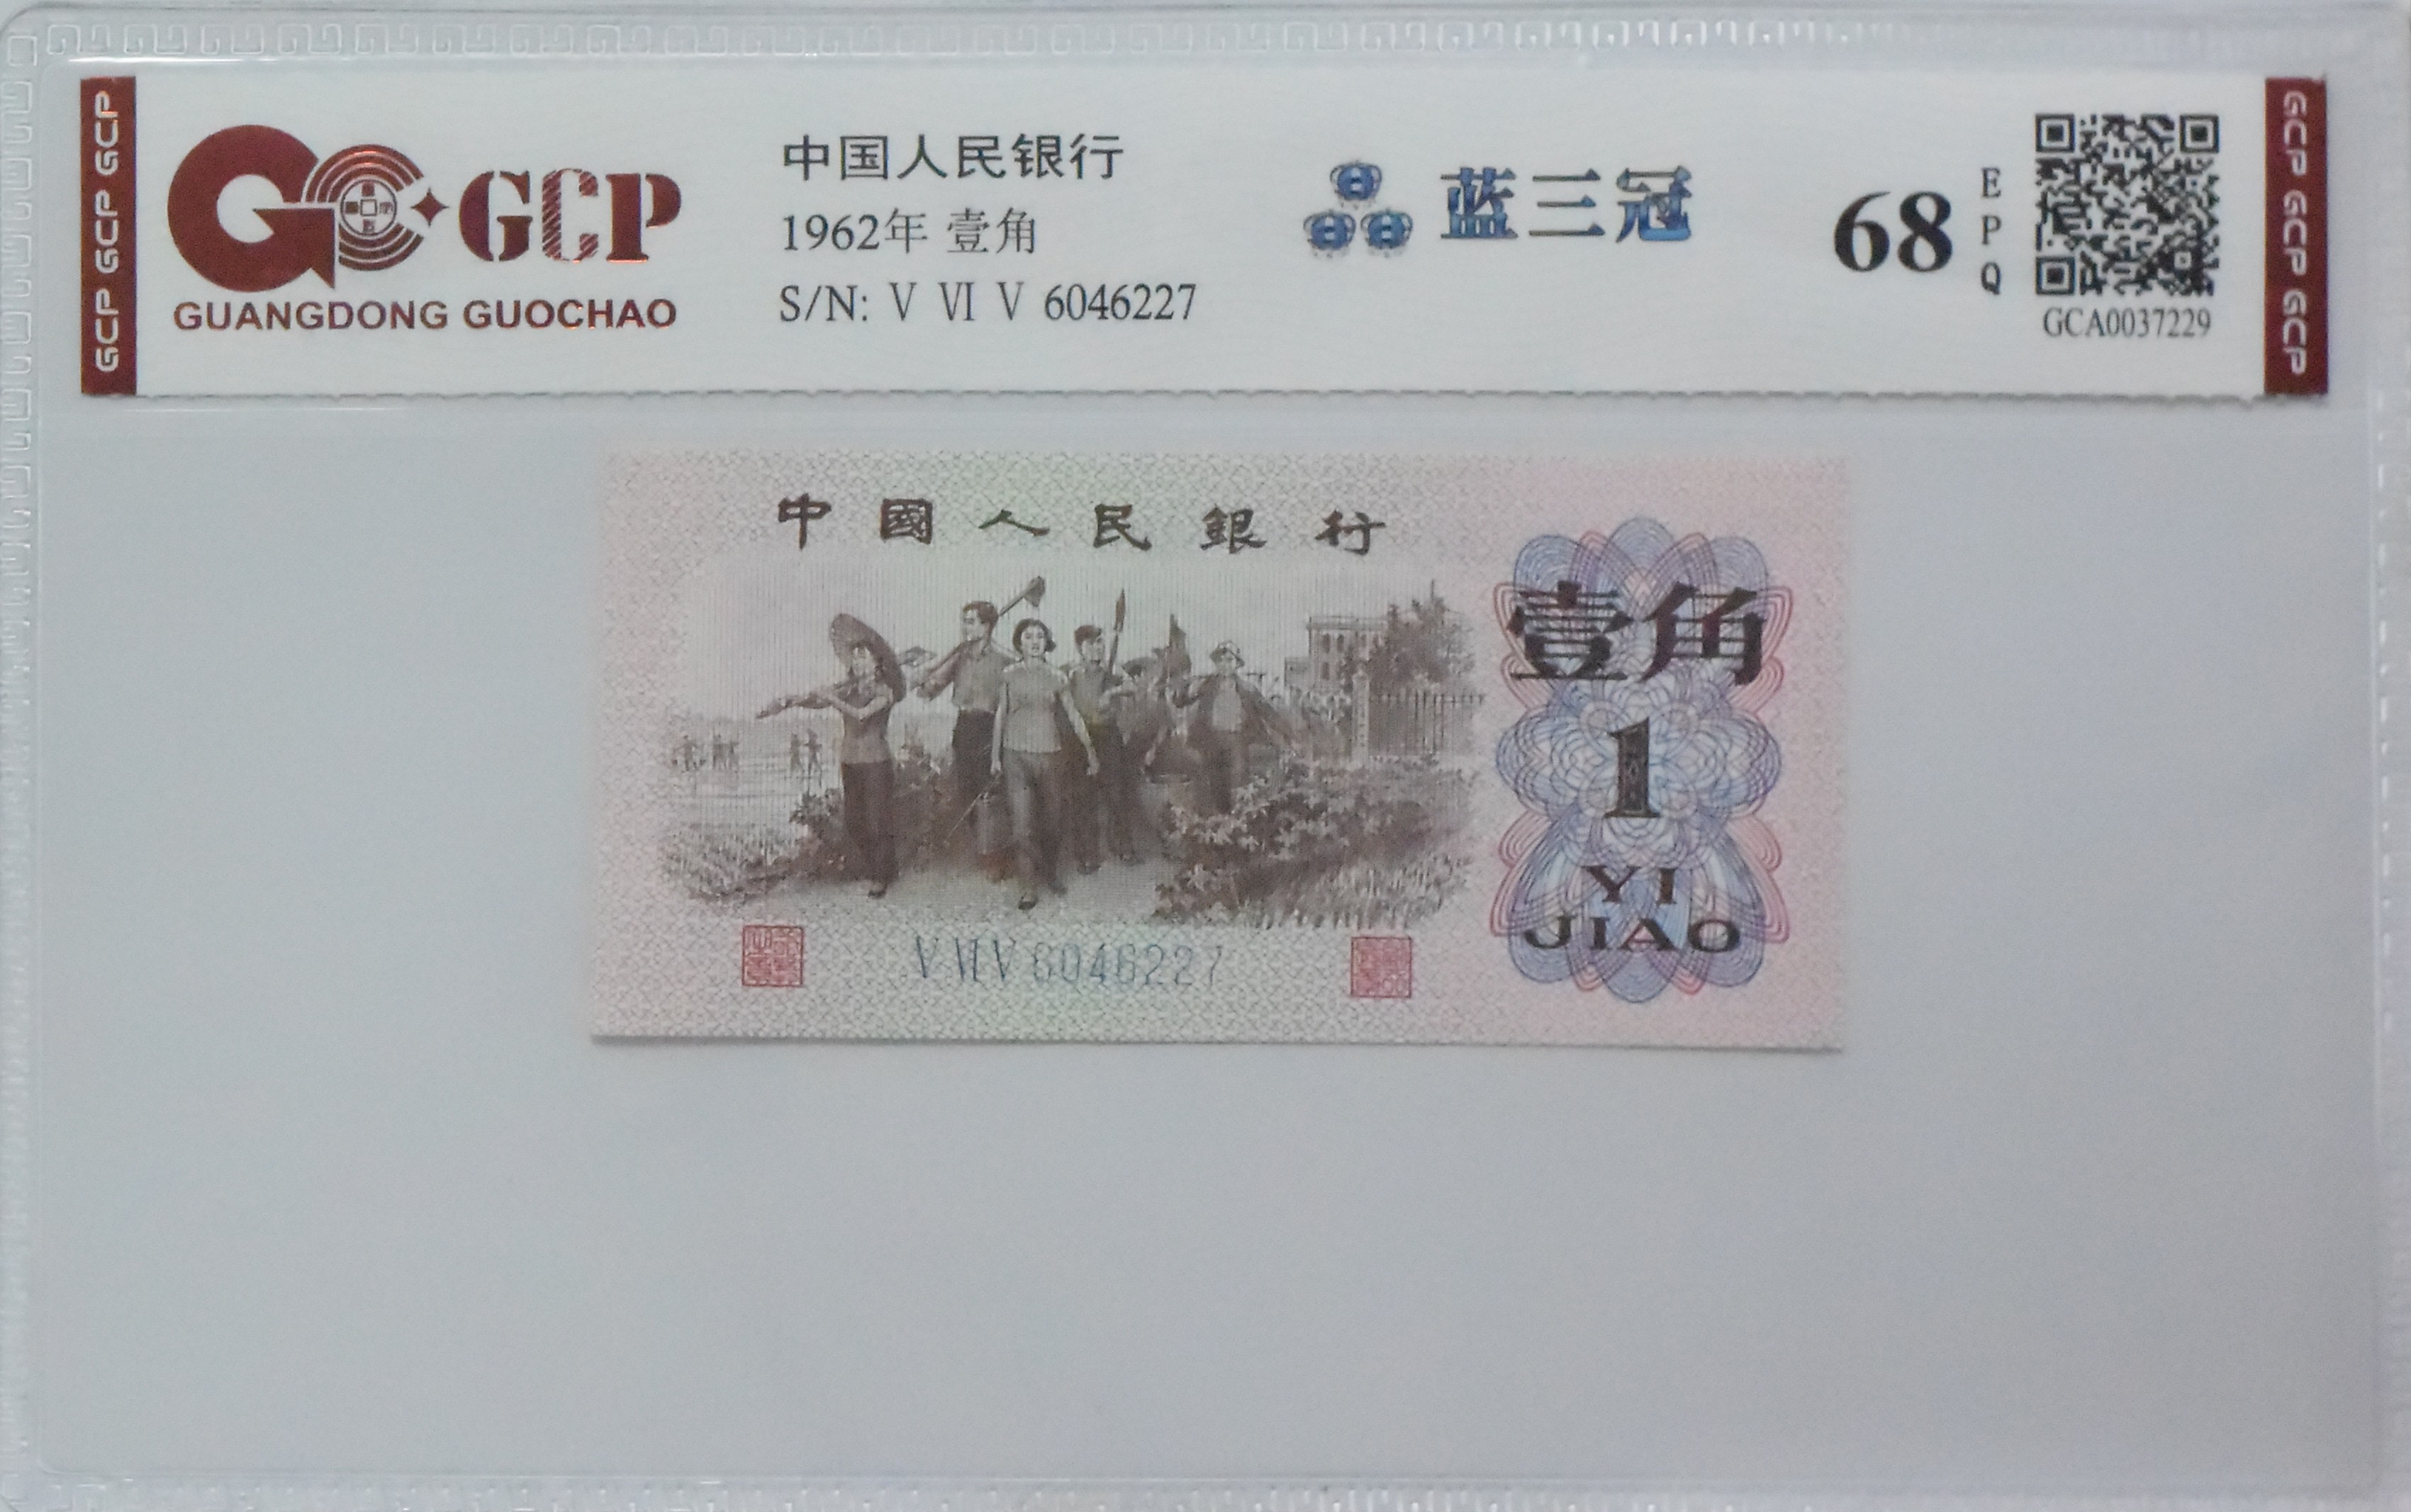 GCP GCP GCP
GCP
GUANGDONG GUOCHAO
中国人民银行
1962年 壹角
S/N: Ⅴ Ⅵ Ⅴ 6046227
蓝三冠
68
EPQ
GCA0037229
GCP GCP GCP
中國人民銀行
壹角
1
YI
JIAO
Ⅴ Ⅵ Ⅴ 6046227